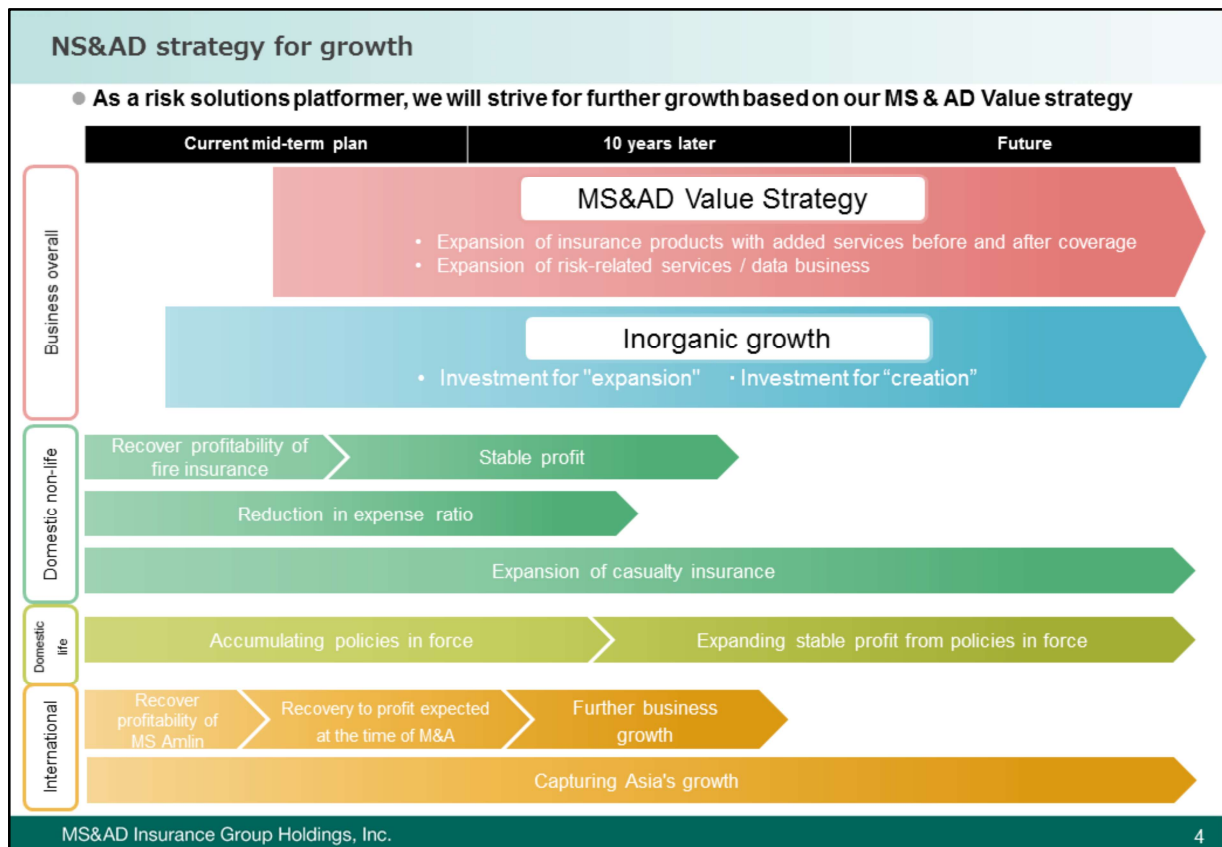 NS&AD strategy for growth
● As a risk solutions platformer, we will strive for further growth based on our MS & AD Value strategy
Current mid-term plan
10 years later
Future
Business overall
MS&AD Value Strategy
• Expansion of insurance products with added services before and after coverage
• Expansion of risk-related services / data business
Inorganic growth
• Investment for "expansion" ・Investment for “creation”
Domestic non-life
Recover profitability of
fire insurance
Stable profit
Reduction in expense ratio
Expansion of casualty insurance
Domestic
life
Accumulating policies in force
Expanding stable profit from policies in force
International
Recover
profitability of
MS Amlin
Recovery to profit expected
at the time of M&A
Further business
growth
Capturing Asia's growth
MS&AD Insurance Group Holdings, Inc.
4